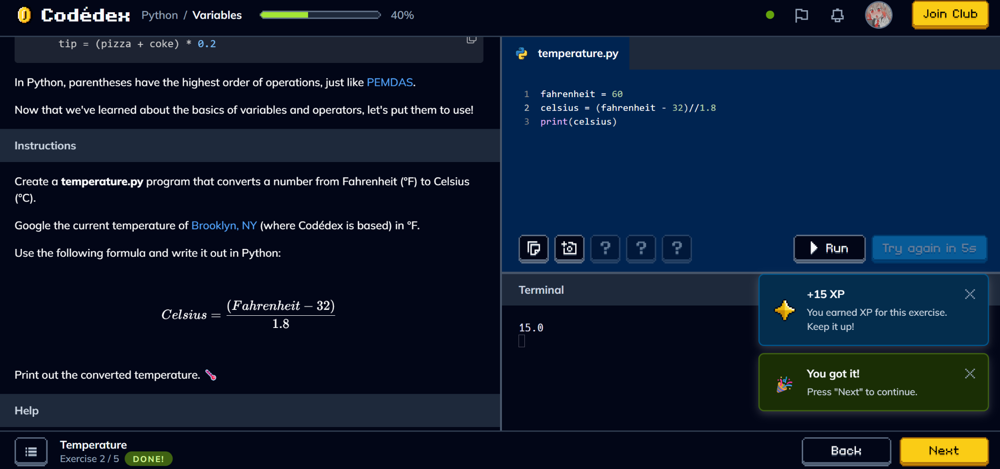 Codédex Python / Variables 40% Join Club
tip = (pizza + coke) * 0.2
In Python, parentheses have the highest order of operations, just like PEMDAS.
Now that we've learned about the basics of variables and operators, let's put them to use!
Instructions
Create a temperature.py program that converts a number from Fahrenheit (°F) to Celsius
(°C).
Google the current temperature of Brooklyn, NY (where Codédex is based) in °F.
Use the following formula and write it out in Python:
Celsius = (Fahrenheit − 32)
1.8
Print out the converted temperature.
Help
temperature.py
1 fahrenheit = 60
2 celsius = (fahrenheit - 32)//1.8
3 print(celsius)
? ? ? Run Try again in 5s
Terminal
15.0
+15 XP
You earned XP for this exercise.
Keep it up!
You got it!
Press "Next" to continue.
Temperature
Exercise 2 / 5 DONE!
Back Next